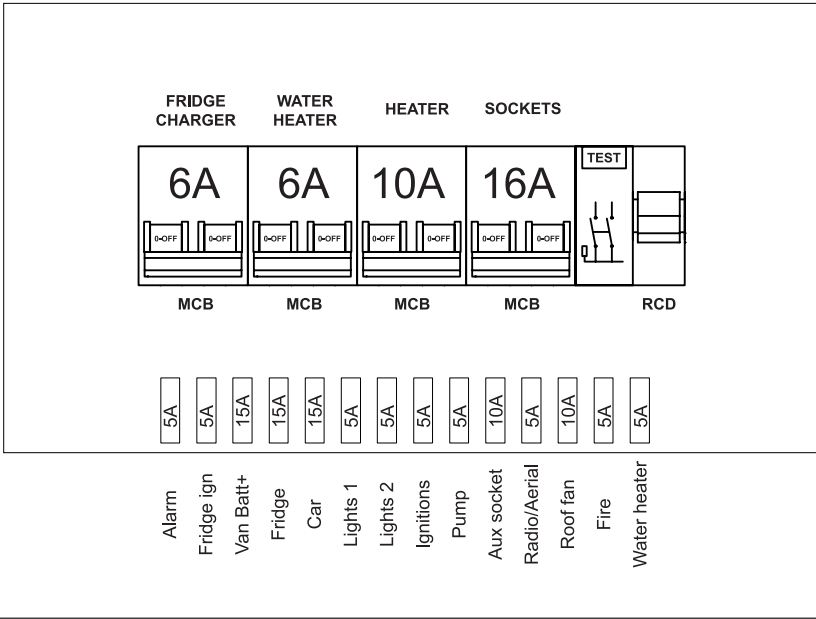 FRIDGE CHARGER
WATER HEATER
HEATER
SOCKETS
6A
6A
10A
16A
TEST
0-OFF
0-OFF
0-OFF
0-OFF
0-OFF
0-OFF
0-OFF
0-OFF
MCB
MCB
MCB
MCB
RCD
5A
5A
15A
15A
15A
5A
5A
5A
5A
10A
5A
10A
5A
5A
Alarm
Fridge ign
Van Batt+
Fridge
Car
Lights 1
Lights 2
Ignitions
Pump
Aux socket
Radio/Aerial
Roof fan
Fire
Water heater